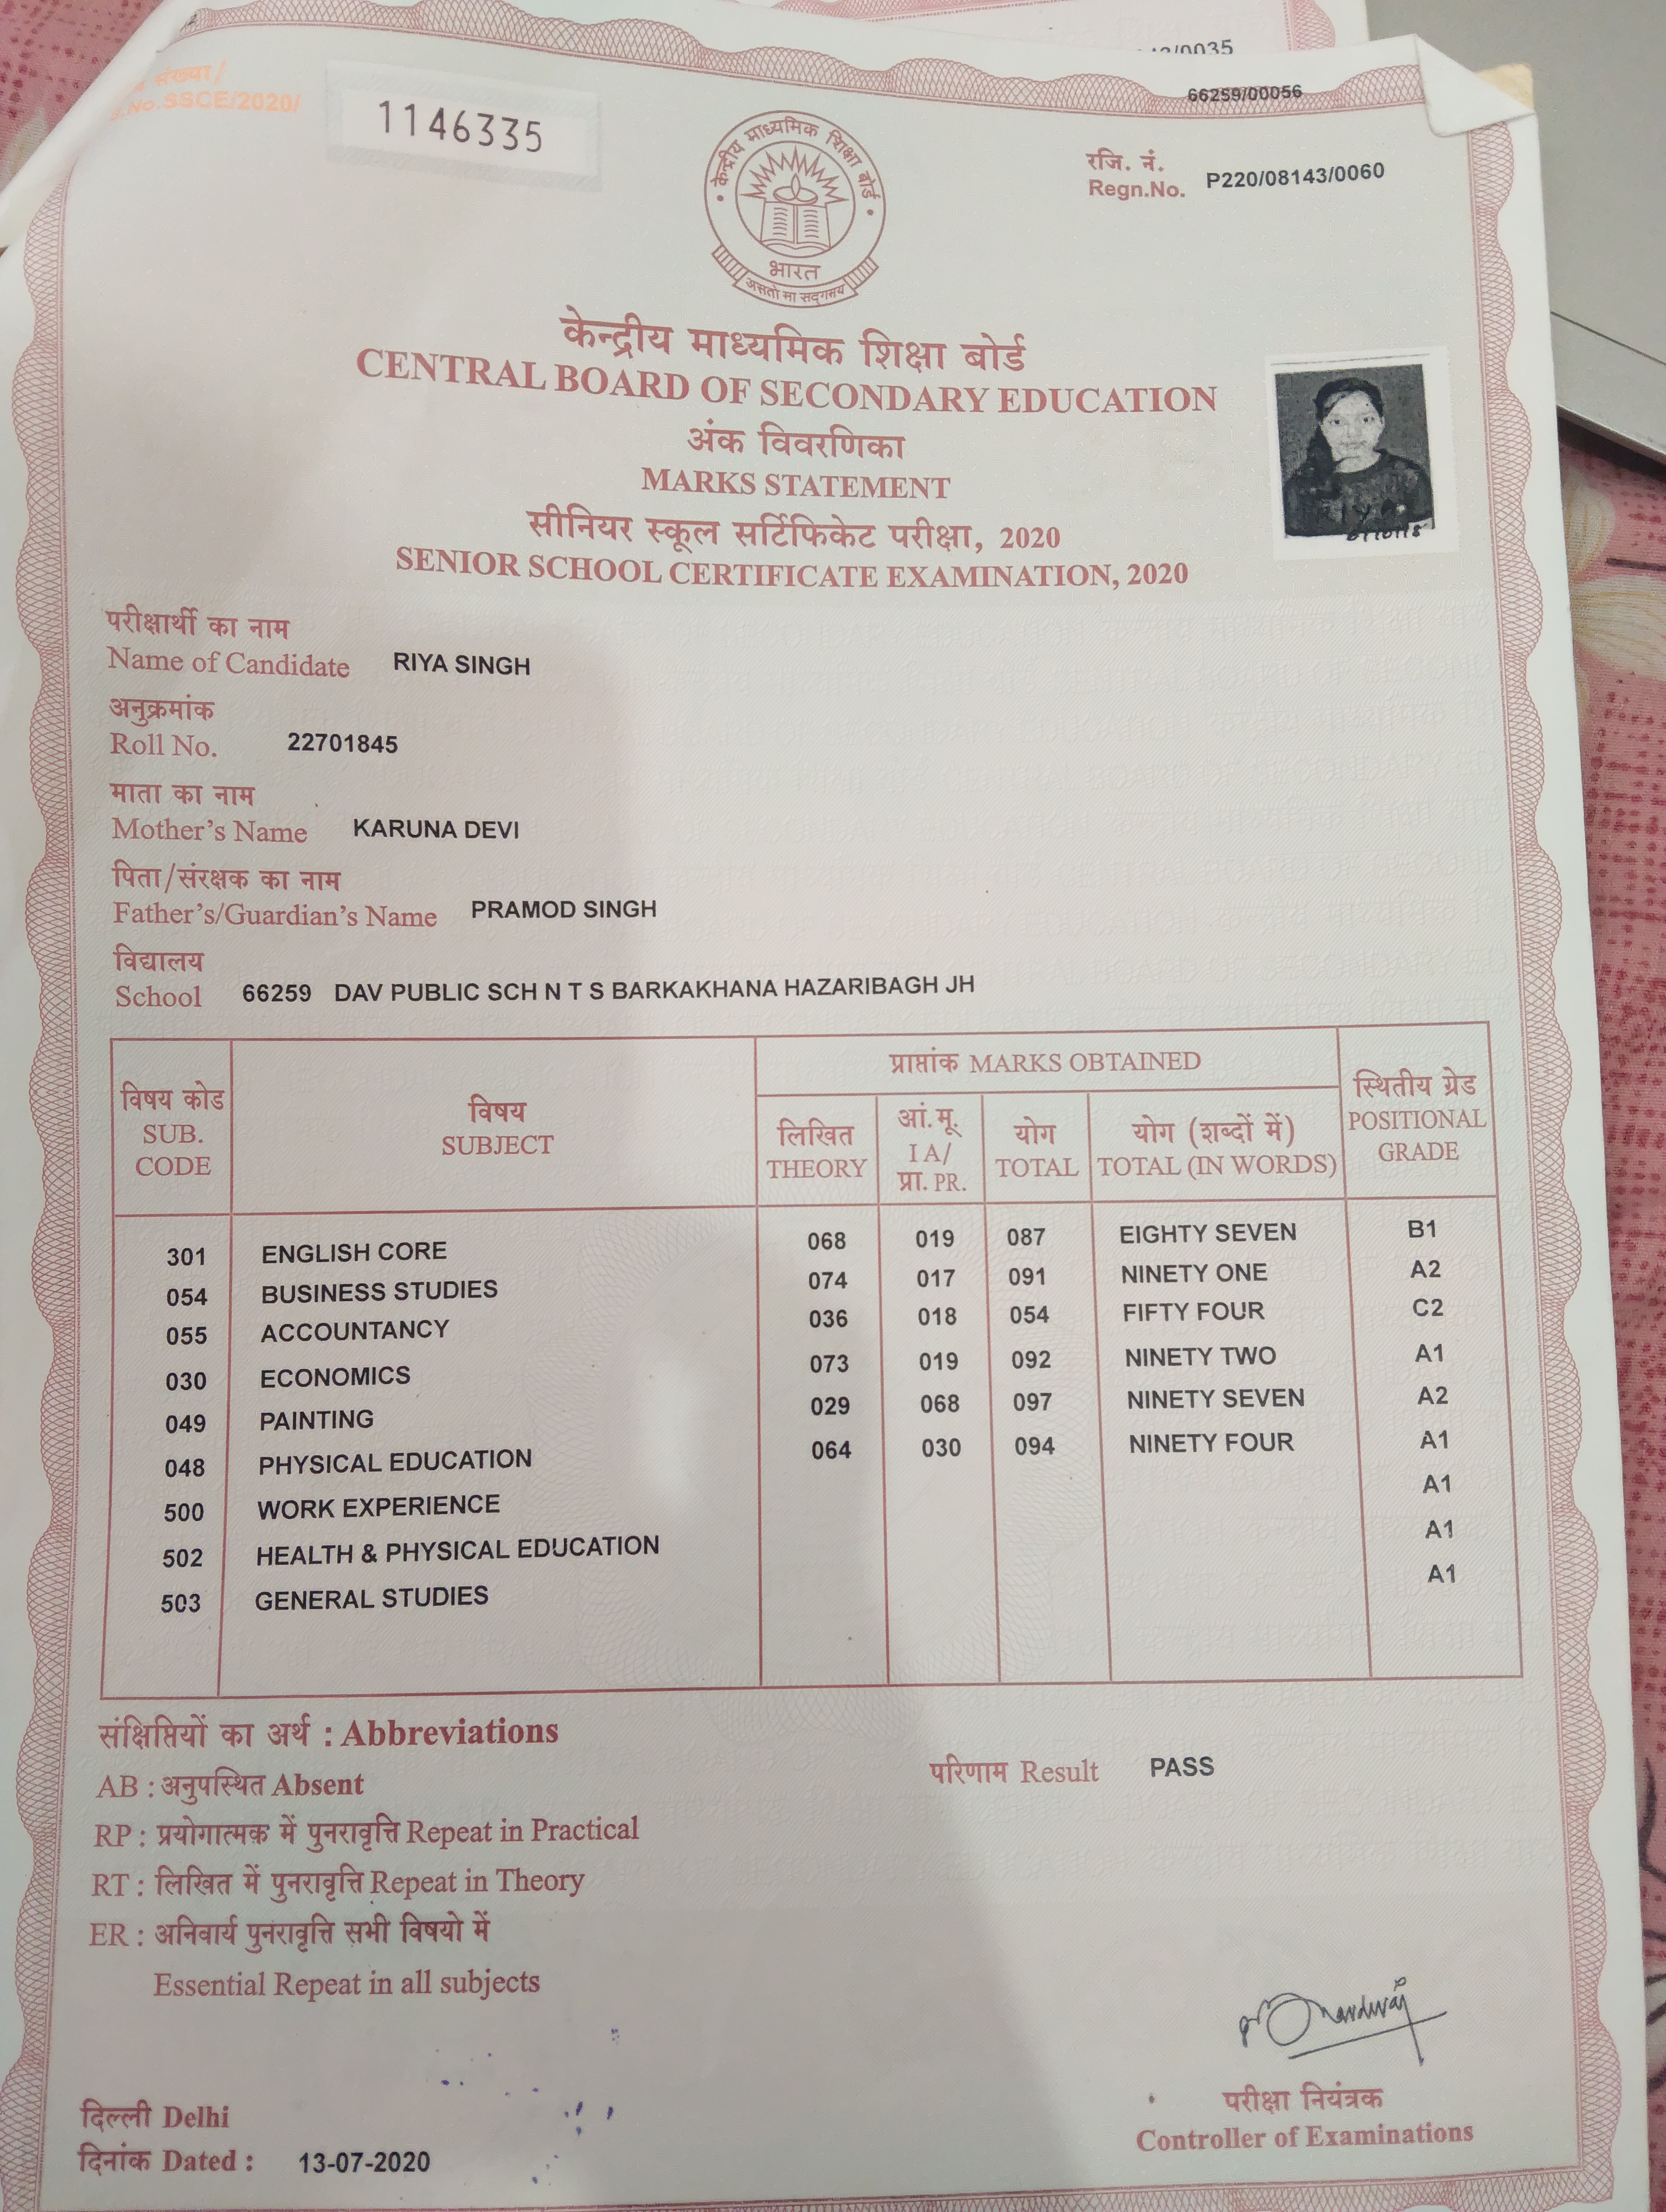 /0035
66259/00056
संख्या/
No.SSCE/2020/
1146335
केन्द्रीय माध्यमिक शिक्षा बोर्ड
भारत
असतो मा सद्गमय
रजि. नं.
Regn.No. P220/08143/0060
केन्द्रीय माध्यमिक शिक्षा बोर्ड
CENTRAL BOARD OF SECONDARY EDUCATION
अंक विवरणिका
MARKS STATEMENT
सीनियर स्कूल सर्टिफिकेट परीक्षा, 2020
SENIOR SCHOOL CERTIFICATE EXAMINATION, 2020
परीक्षार्थी का नाम
Name of Candidate RIYA SINGH
अनुक्रमांक
Roll No. 22701845
माता का नाम
Mother's Name KARUNA DEVI
पिता/संरक्षक का नाम
Father's/Guardian's Name PRAMOD SINGH
विद्यालय
School 66259 DAV PUBLIC SCH N T S BARKAKHANA HAZARIBAGH JH
विषय कोड SUB. CODE
विषय SUBJECT
प्राप्तांक MARKS OBTAINED
लिखित THEORY
आं.मू. I A/ प्रा. PR.
योग TOTAL
योग (शब्दों में) TOTAL (IN WORDS)
स्थितीय ग्रेड POSITIONAL GRADE
301 ENGLISH CORE 068 019 087 EIGHTY SEVEN B1
054 BUSINESS STUDIES 074 017 091 NINETY ONE A2
055 ACCOUNTANCY 036 018 054 FIFTY FOUR C2
030 ECONOMICS 073 019 092 NINETY TWO A1
049 PAINTING 029 068 097 NINETY SEVEN A2
048 PHYSICAL EDUCATION 064 030 094 NINETY FOUR A1
500 WORK EXPERIENCE A1
502 HEALTH & PHYSICAL EDUCATION A1
503 GENERAL STUDIES A1
संक्षिप्तियों का अर्थ : Abbreviations
AB : अनुपस्थित Absent
परिणाम Result PASS
RP : प्रयोगात्मक में पुनरावृत्ति Repeat in Practical
RT : लिखित में पुनरावृत्ति Repeat in Theory
ER : अनिवार्य पुनरावृत्ति सभी विषयो में
Essential Repeat in all subjects
परीक्षा नियंत्रक
Controller of Examinations
दिल्ली Delhi
दिनांक Dated : 13-07-2020